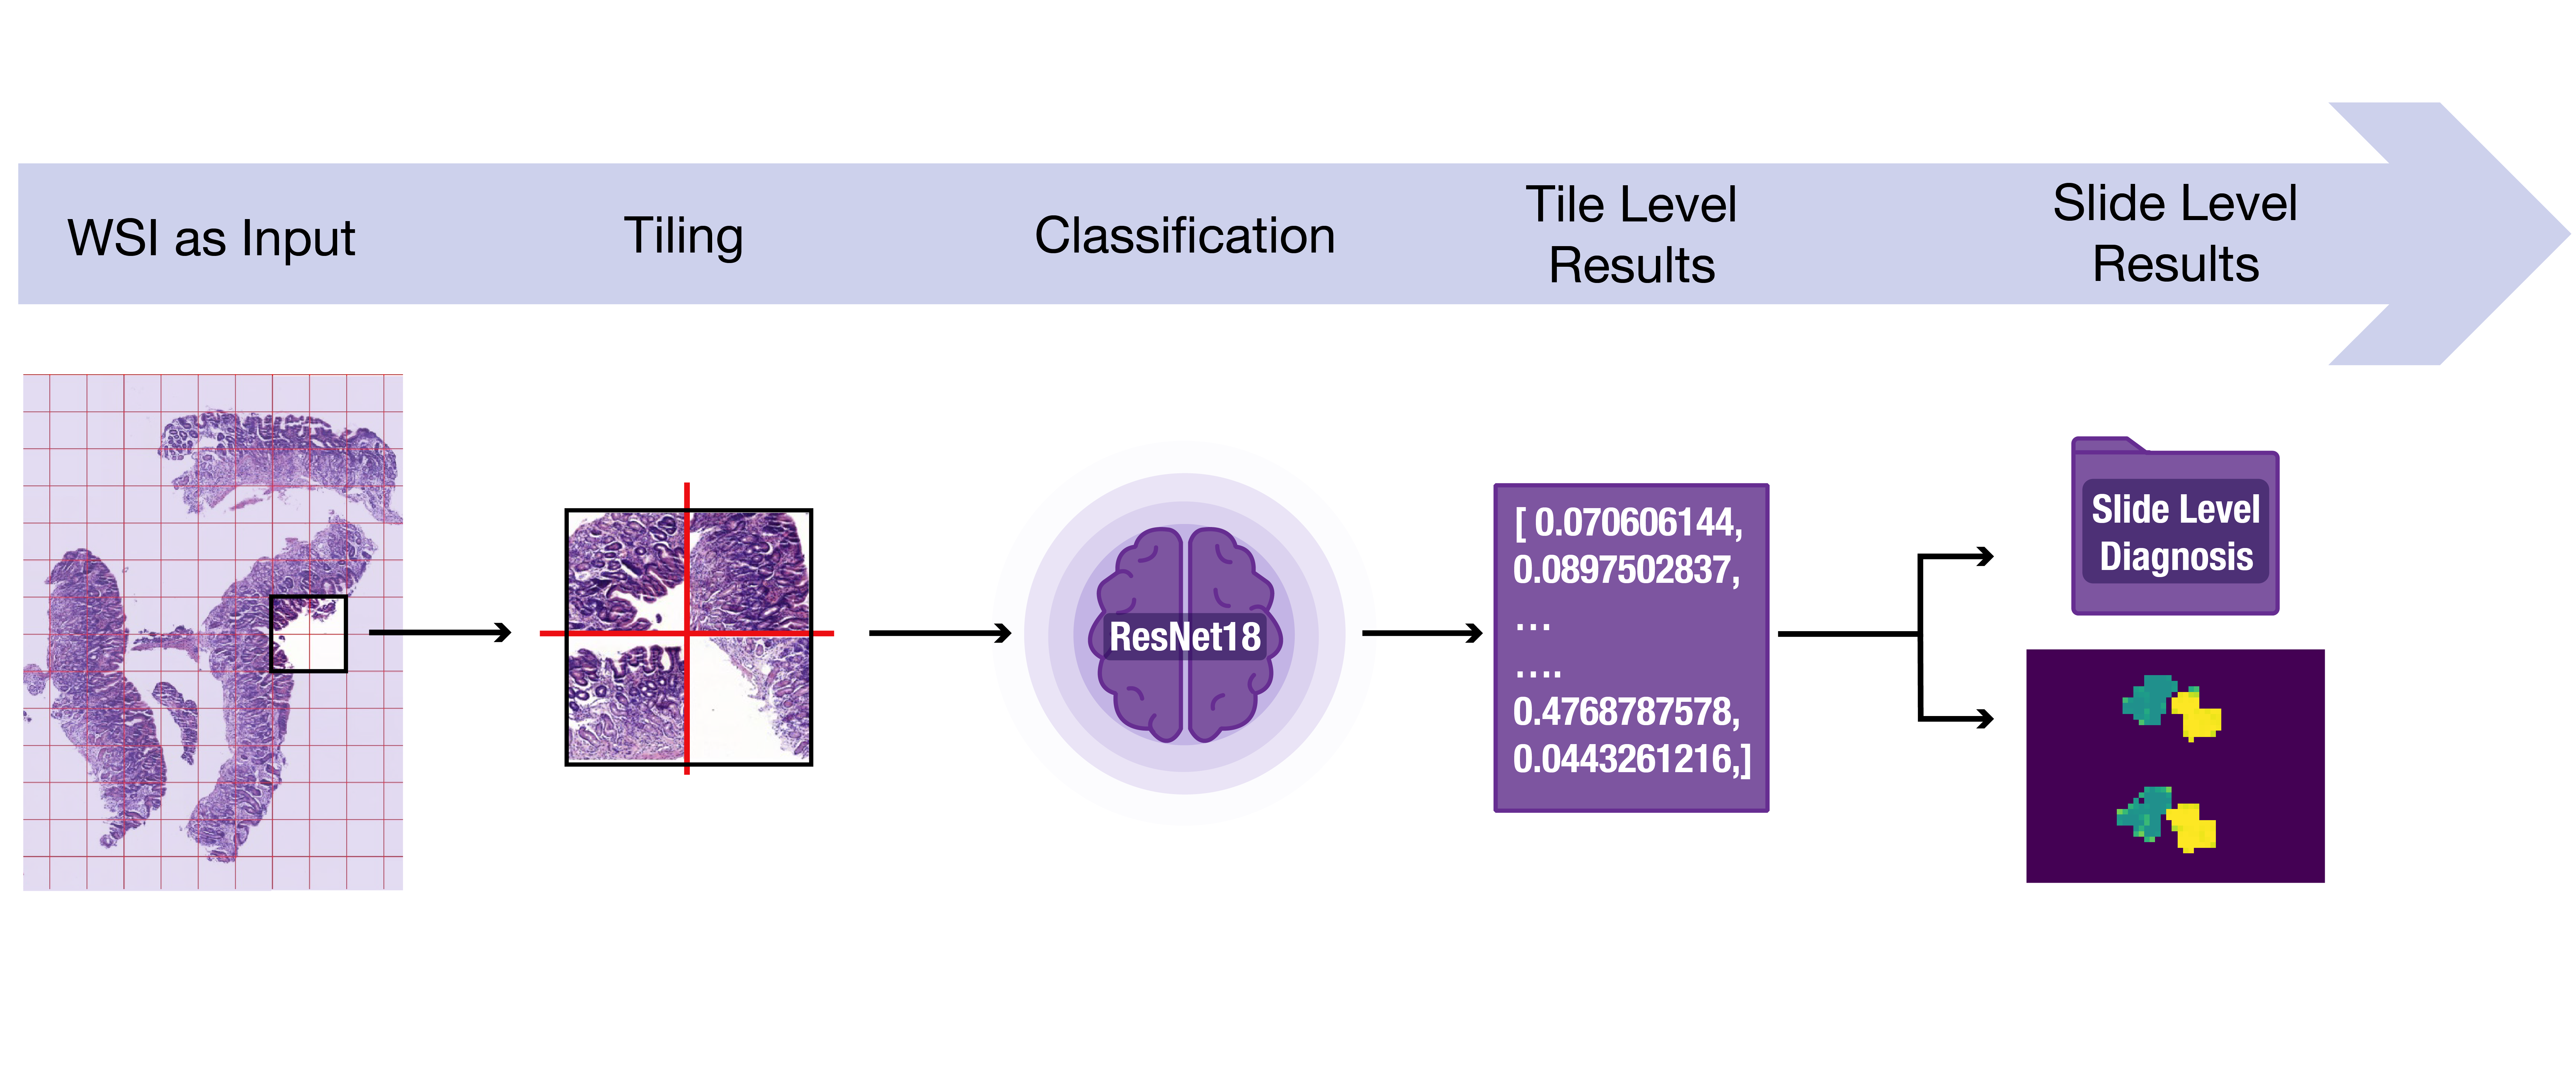 WSI as Input
Tiling
Classification
Tile Level
Results
Slide Level
Results
ResNet18
[ 0.070606144,
0.0897502837,
...
....
0.4768787578,
0.0443261216,]
Slide Level
Diagnosis